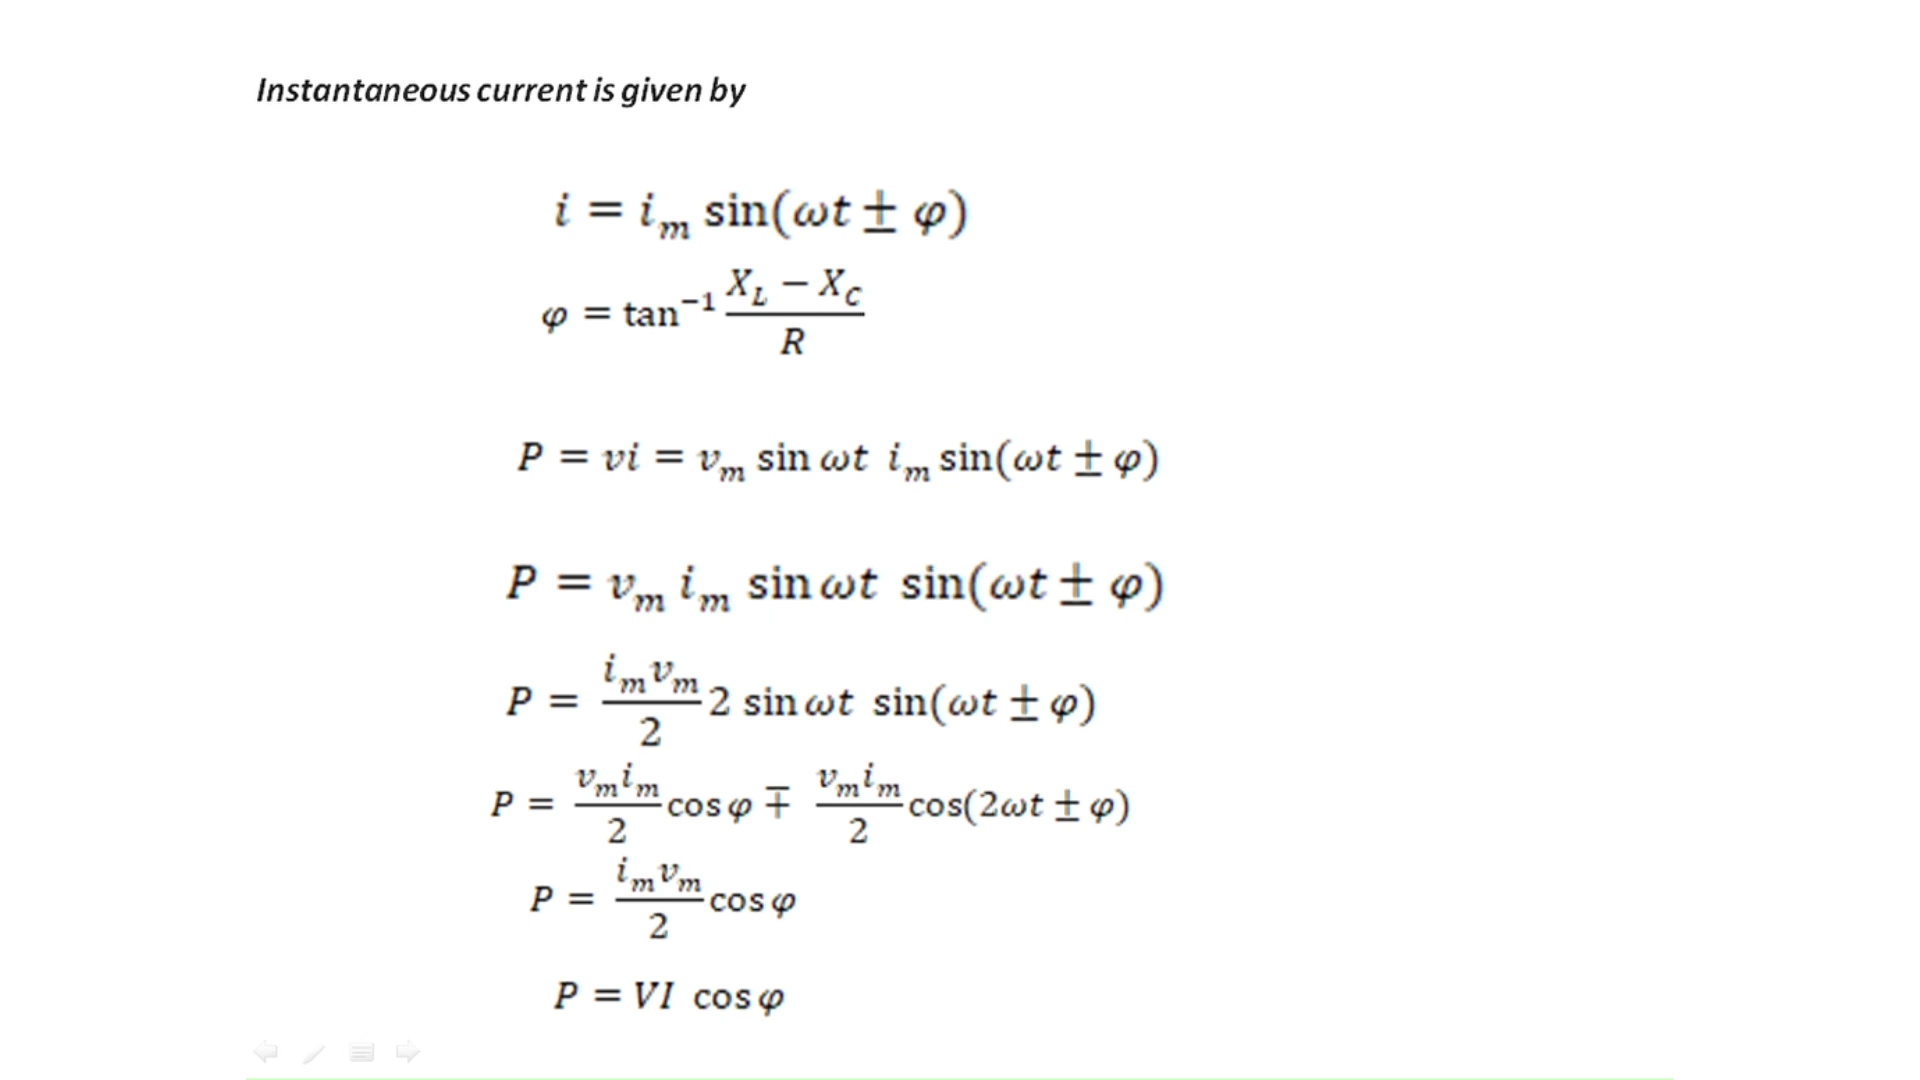 Instantaneous current is given by
i = i_m sin(ωt ± φ)
φ = tan⁻¹ (X_L − X_C)/R
P = vi = v_m sin ωt i_m sin(ωt ± φ)
P = v_m i_m sin ωt sin(ωt ± φ)
P = (i_m v_m)/2 2 sin ωt sin(ωt ± φ)
P = (v_m i_m)/2 cos φ ∓ (v_m i_m)/2 cos(2ωt ± φ)
P = (i_m v_m)/2 cos φ
P = VI cos φ